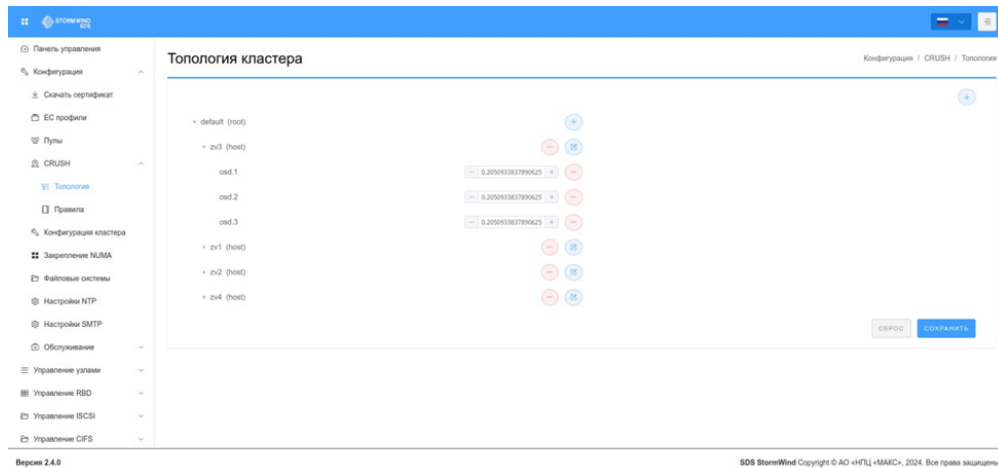 STORMWIND
SDS
Панель управления
Конфигурация
Скачать сертификат
EC профили
Пулы
CRUSH
Топология
Правила
Конфигурация кластера
Закрепление NUMA
Файловые системы
Настройки NTP
Настройки SMTP
Обслуживание
Управление узлами
Управление RBD
Управление ISCSI
Управление CIFS
Топология кластера
Конфигурация / CRUSH / Топология
default (root)
zv3 (host)
osd.1 0.2050933837890625
osd.2 0.2050933837890625
osd.3 0.2050933837890625
zv1 (host)
zv2 (host)
zv4 (host)
СБРОС СОХРАНИТЬ
Версия 2.4.0
SDS StormWind Copyright © АО «НПЦ «МАКС», 2024. Все права защищены